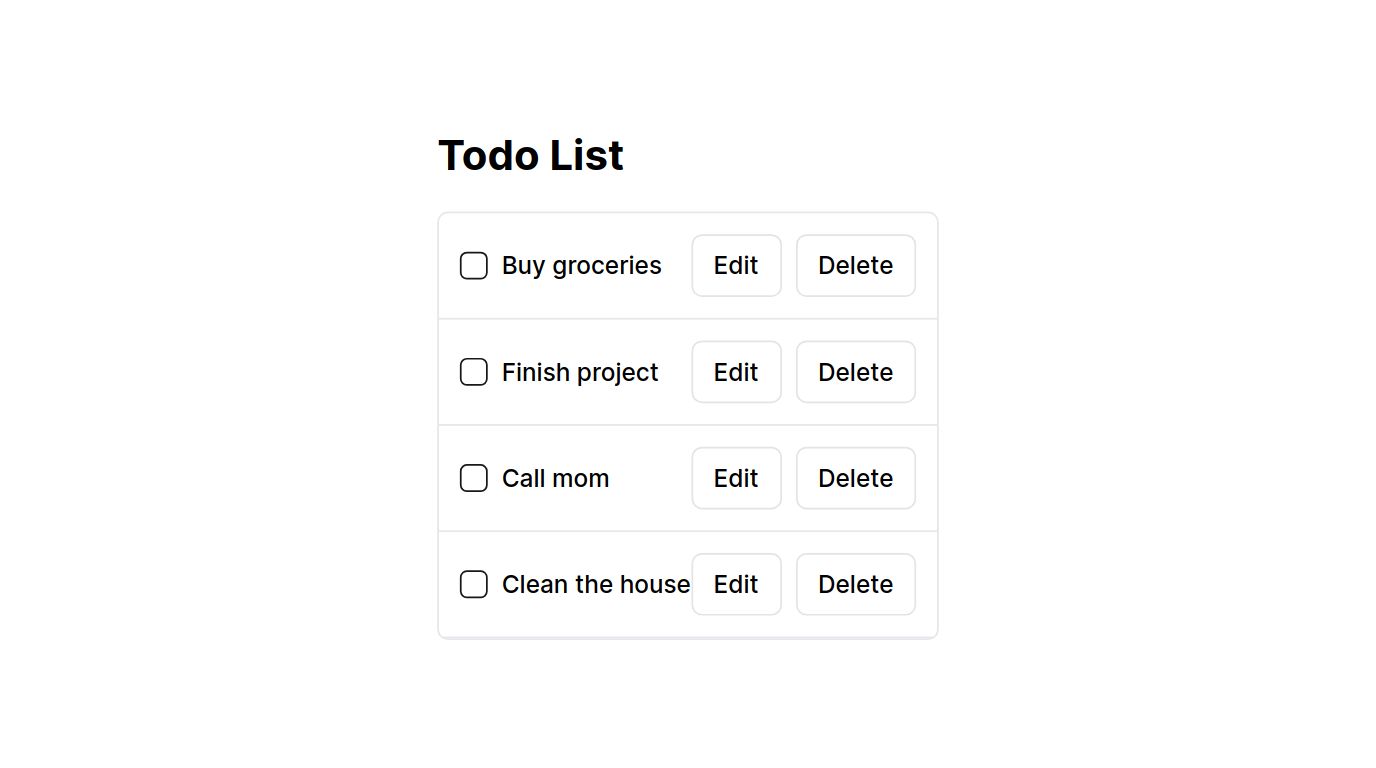 Todo List
Buy groceries Edit Delete
Finish project Edit Delete
Call mom Edit Delete
Clean the house Edit Delete